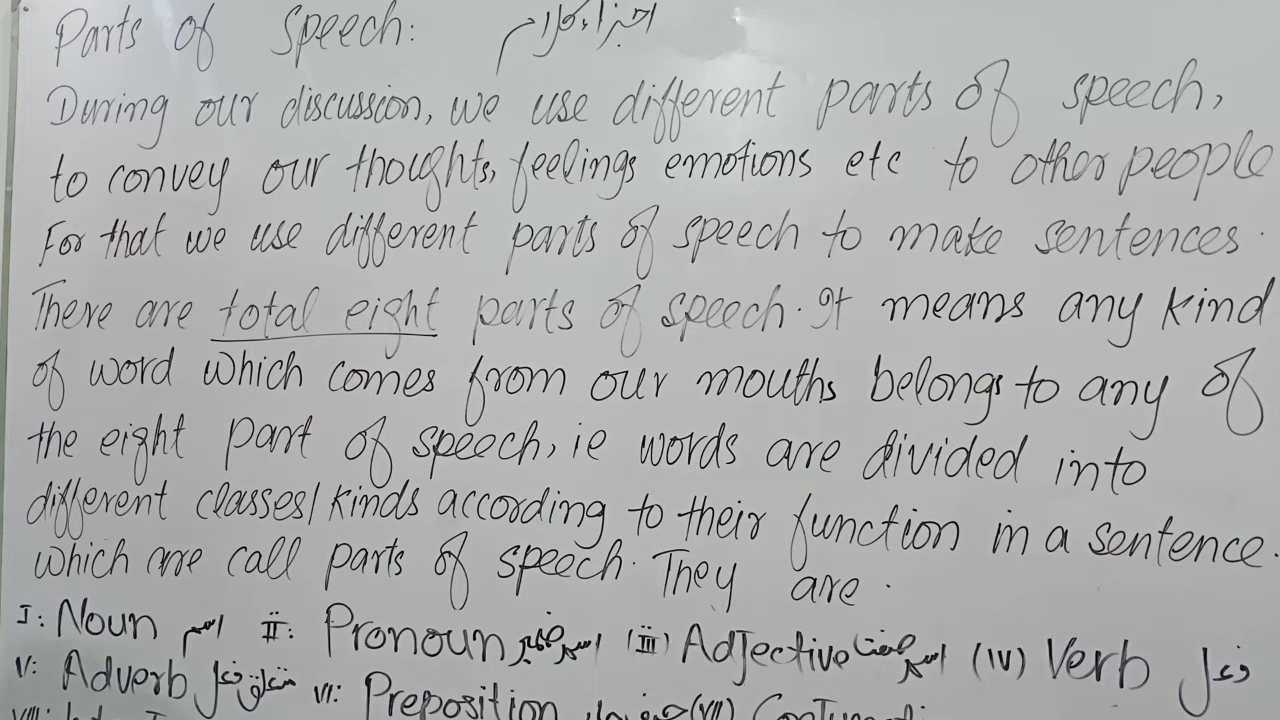 Parts of Speech: اجزاء کلام
During our discussion, we use different parts of speech,
to convey our thoughts, feelings emotions etc to other people
For that we use different parts of speech to make sentences.
There are total eight parts of speech. It means any kind
of word which comes from our mouths belongs to any of
the eight part of speech, ie words are divided into
different classes/kinds according to their function in a sentence.
which are call parts of speech. They are.
I: Noun اسم II: Pronoun اسم ضمیر (III) Adjective اسم صفت (IV) Verb فعل
V: Adverb متعلق فعل VI: Preposition (VII)
VIII: